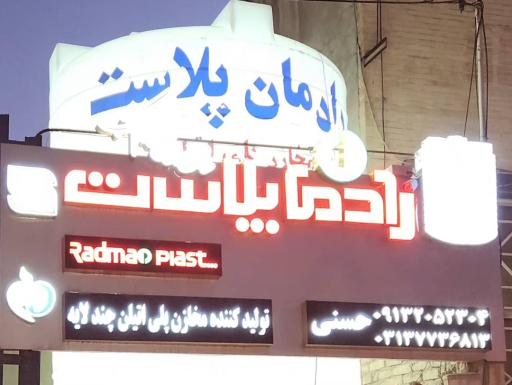 رادمان پلاست
رادمان پلاست
Radman Plast...
تولید کننده مخازن پلی اتیلن چند لایه
حسنی ۰۹۱۳۲۰۵۲۳۰۴
۰۳۱۳۷۷۳۶۸۱۳